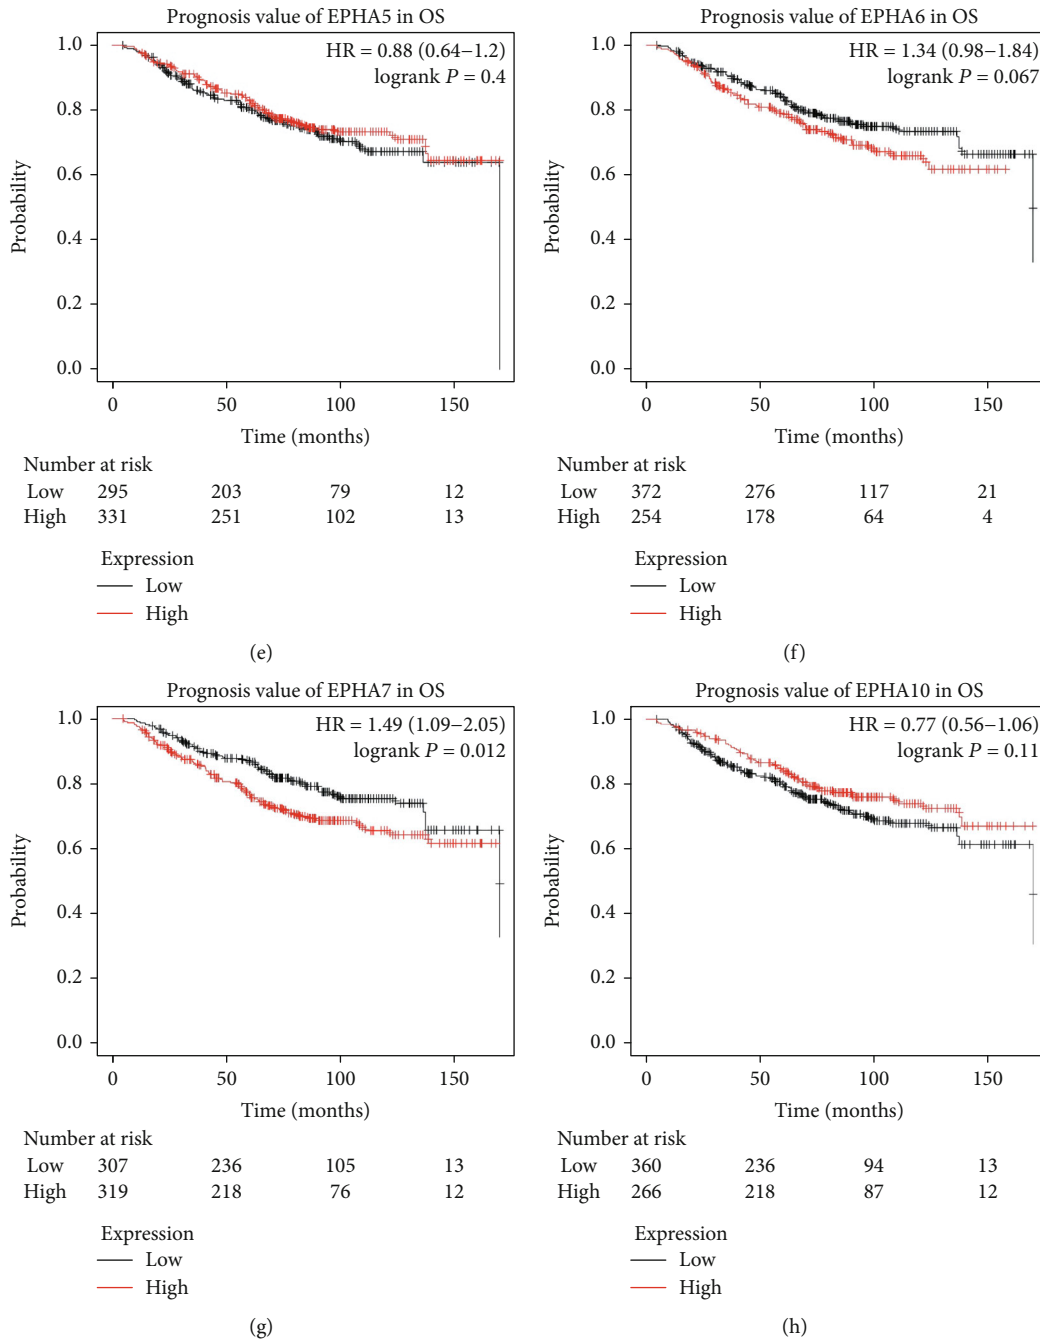 Prognosis value of EPHA5 in OS
HR = 0.88 (0.64−1.2)
logrank P = 0.4
1.0
0.8
0.6
0.4
0.2
0.0
Probability
0 50 100 150
Time (months)
Number at risk
Low 295 203 79 12
High 331 251 102 13
Expression
Low
High
(e)
Prognosis value of EPHA6 in OS
HR = 1.34 (0.98−1.84)
logrank P = 0.067
1.0
0.8
0.6
0.4
0.2
0.0
Probability
0 50 100 150
Time (months)
Number at risk
Low 372 276 117 21
High 254 178 64 4
Expression
Low
High
(f)
Prognosis value of EPHA7 in OS
HR = 1.49 (1.09−2.05)
logrank P = 0.012
1.0
0.8
0.6
0.4
0.2
0.0
Probability
0 50 100 150
Time (months)
Number at risk
Low 307 236 105 13
High 319 218 76 12
Expression
Low
High
(g)
Prognosis value of EPHA10 in OS
HR = 0.77 (0.56−1.06)
logrank P = 0.11
1.0
0.8
0.6
0.4
0.2
0.0
Probability
0 50 100 150
Time (months)
Number at risk
Low 360 236 94 13
High 266 218 87 12
Expression
Low
High
(h)